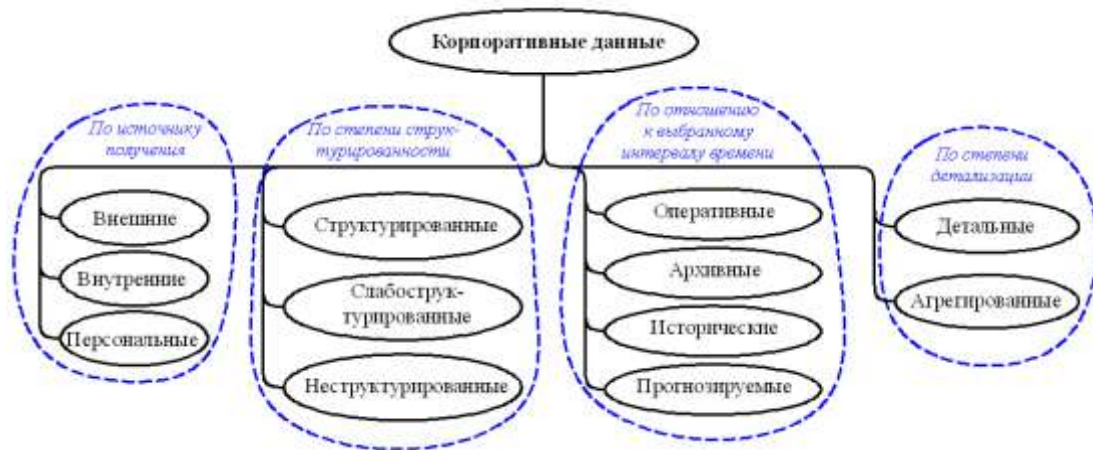 Корпоративные данные
По источнику
получения
Внешние
Внутренние
Персональные
По степени струк-
турированности
Структурированные
Слабострук-
турированные
Неструктурированные
По отношению
к выбранному
интервалу времени
Оперативные
Архивные
Исторические
Прогнозируемые
По степени
детализации
Детальные
Агрегированные